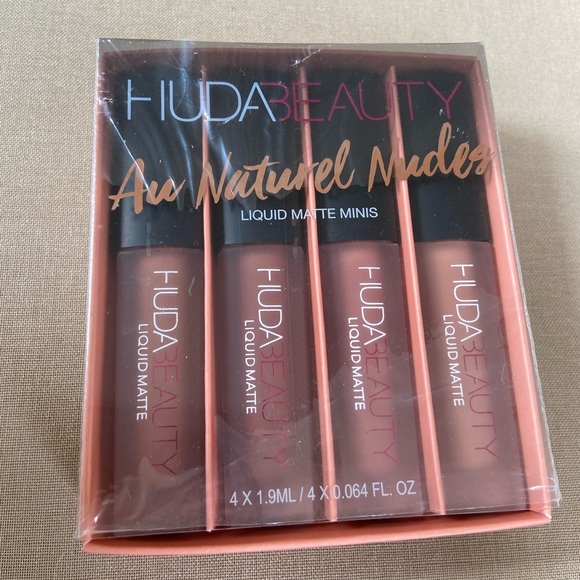 HUDABEAUTY
Au Naturel Nudes
LIQUID MATTE MINIS
HUDABEAUTY
LIQUID MATTE
HUDABEAUTY
LIQUID MATTE
HUDABEAUTY
LIQUID MATTE
HUDABEAUTY
LIQUID MATTE
4 X 1.9ML / 4 X 0.064 FL. OZ